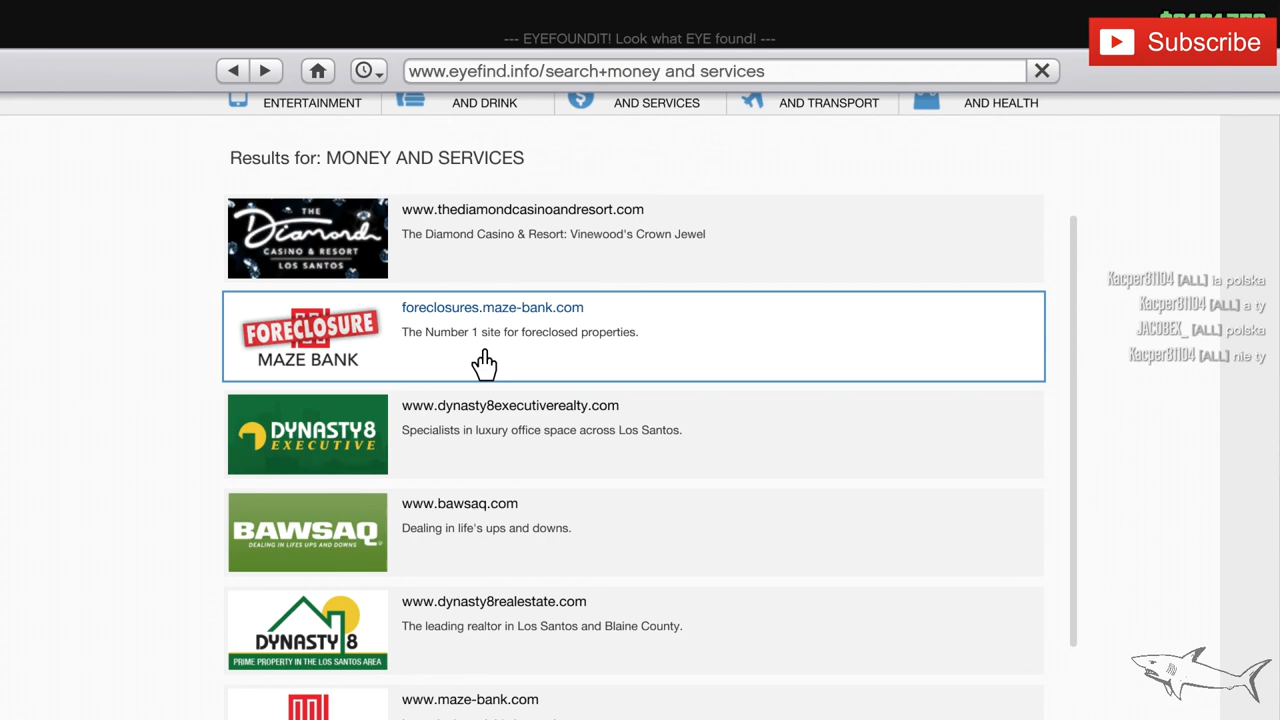 --- EYEFOUNDIT! Look what EYE found! ---
Subscribe
www.eyefind.info/search+money and services
ENTERTAINMENT
AND DRINK
AND SERVICES
AND TRANSPORT
AND HEALTH
Results for: MONEY AND SERVICES
THE
Diamond
CASINO & RESORT
LOS SANTOS
www.thediamondcasinoandresort.com
The Diamond Casino & Resort: Vinewood's Crown Jewel
FORECLOSURE
MAZE BANK
foreclosures.maze-bank.com
The Number 1 site for foreclosed properties.
DYNASTY8
EXECUTIVE
www.dynasty8executiverealty.com
Specialists in luxury office space across Los Santos.
BAWSAQ
DEALING IN LIFE'S UPS AND DOWNS
www.bawsaq.com
Dealing in life's ups and downs.
DYNASTY 8
PRIME PROPERTY IN THE LOS SANTOS AREA
www.dynasty8realestate.com
The leading realtor in Los Santos and Blaine County.
www.maze-bank.com
Kacper81104 [ALL] ia polska
Kacper81104 [ALL] a ty
JACOBEX_ [ALL] polska
Kacper81104 [ALL] nie ty